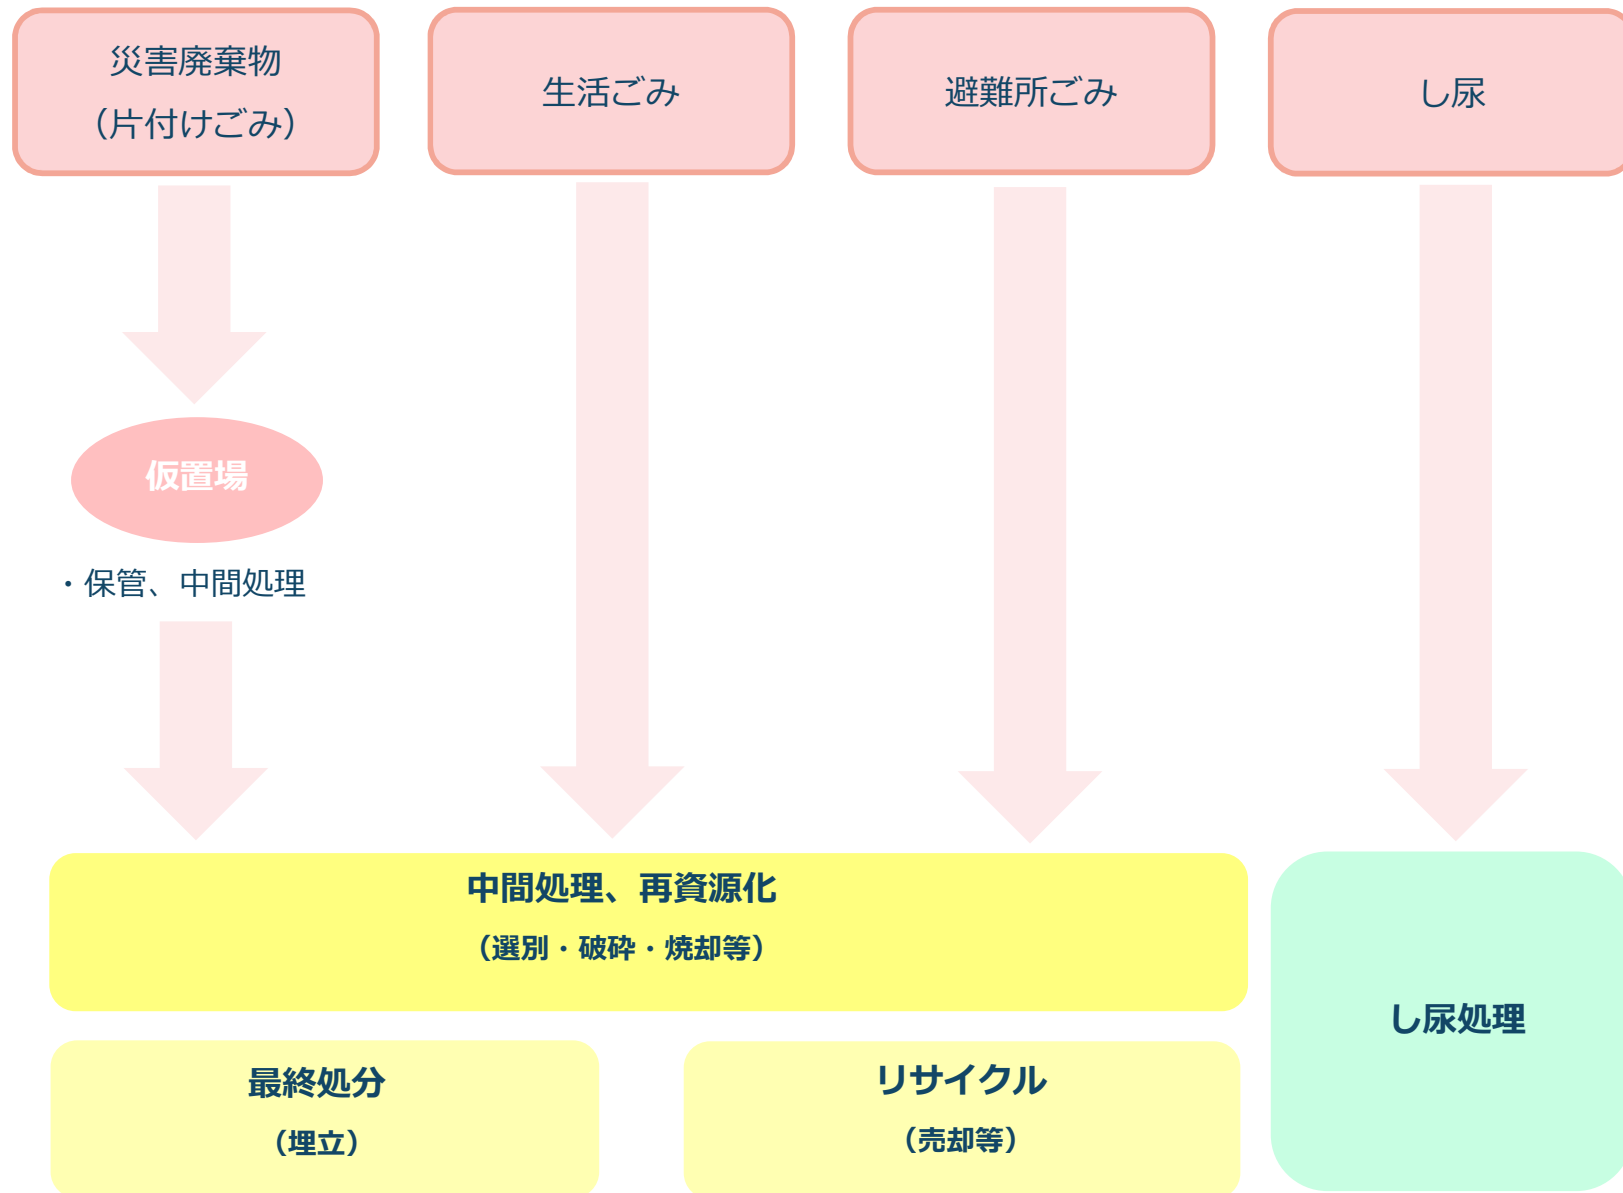 災害廃棄物
（片付けごみ）
生活ごみ
避難所ごみ
し尿
仮置場
・保管、中間処理
中間処理、再資源化
（選別・破砕・焼却等）
し尿処理
最終処分
（埋立）
リサイクル
（売却等）